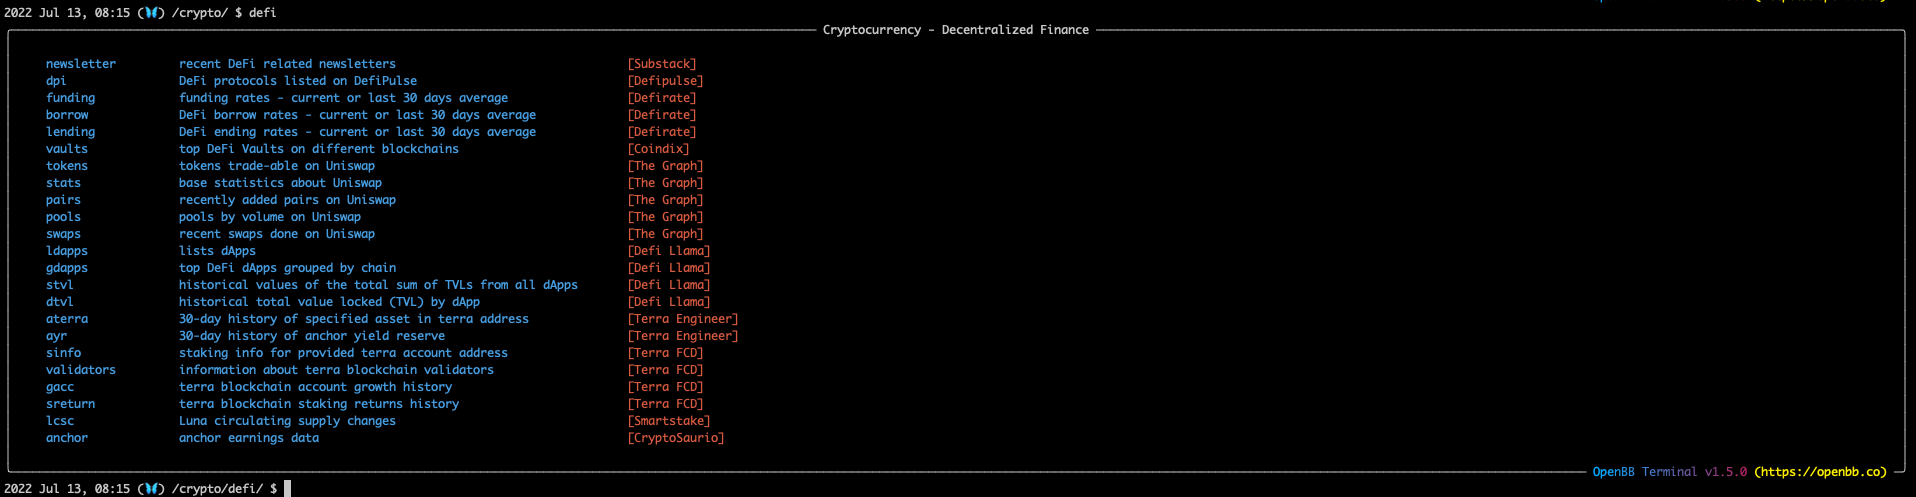 2022 Jul 13, 08:15 (🦋) /crypto/ $ defi
Cryptocurrency - Decentralized Finance
newsletter recent DeFi related newsletters [Substack]
dpi DeFi protocols listed on DefiPulse [Defipulse]
funding funding rates - current or last 30 days average [Defirate]
borrow DeFi borrow rates - current or last 30 days average [Defirate]
lending DeFi ending rates - current or last 30 days average [Defirate]
vaults top DeFi Vaults on different blockchains [Coindix]
tokens tokens trade-able on Uniswap [The Graph]
stats base statistics about Uniswap [The Graph]
pairs recently added pairs on Uniswap [The Graph]
pools pools by volume on Uniswap [The Graph]
swaps recent swaps done on Uniswap [The Graph]
ldapps lists dApps [Defi Llama]
gdapps top DeFi dApps grouped by chain [Defi Llama]
stvl historical values of the total sum of TVLs from all dApps [Defi Llama]
dtvl historical total value locked (TVL) by dApp [Defi Llama]
aterra 30-day history of specified asset in terra address [Terra Engineer]
ayr 30-day history of anchor yield reserve [Terra Engineer]
sinfo staking info for provided terra account address [Terra FCD]
validators information about terra blockchain validators [Terra FCD]
gacc terra blockchain account growth history [Terra FCD]
sreturn terra blockchain staking returns history [Terra FCD]
lcsc Luna circulating supply changes [Smartstake]
anchor anchor earnings data [CryptoSaurio]
OpenBB Terminal v1.5.0 (https://openbb.co)
2022 Jul 13, 08:15 (🦋) /crypto/defi/ $